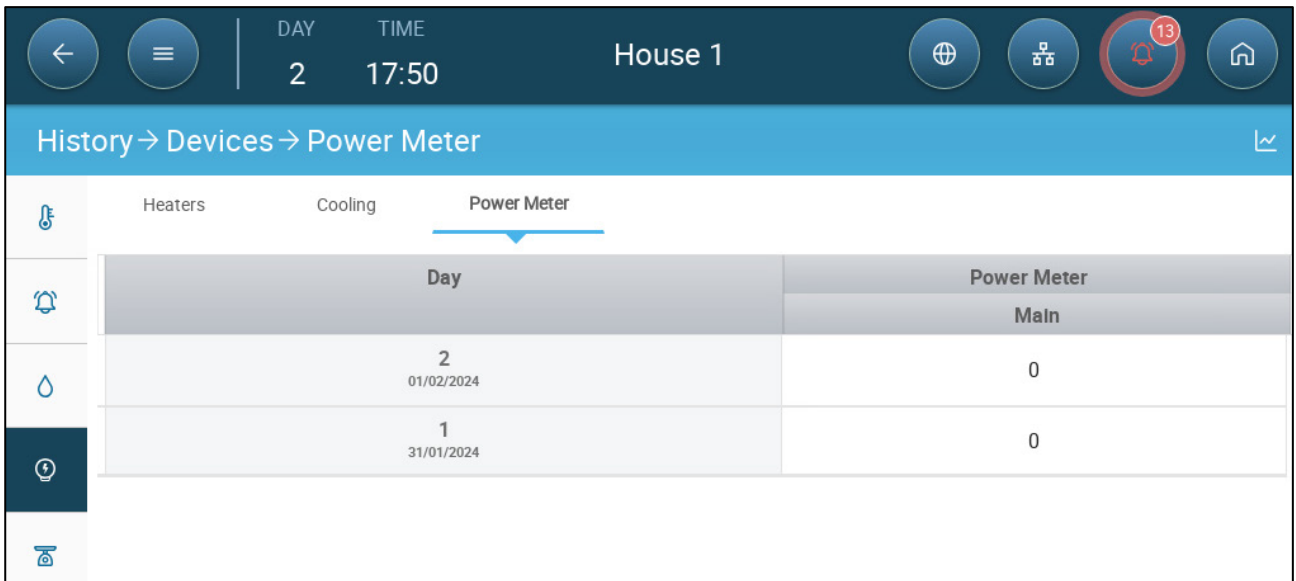 DAY TIME
2 17:50
House 1
13
History → Devices → Power Meter
Heaters Cooling Power Meter
Day Power Meter
Main
2 0
01/02/2024
1 0
31/01/2024